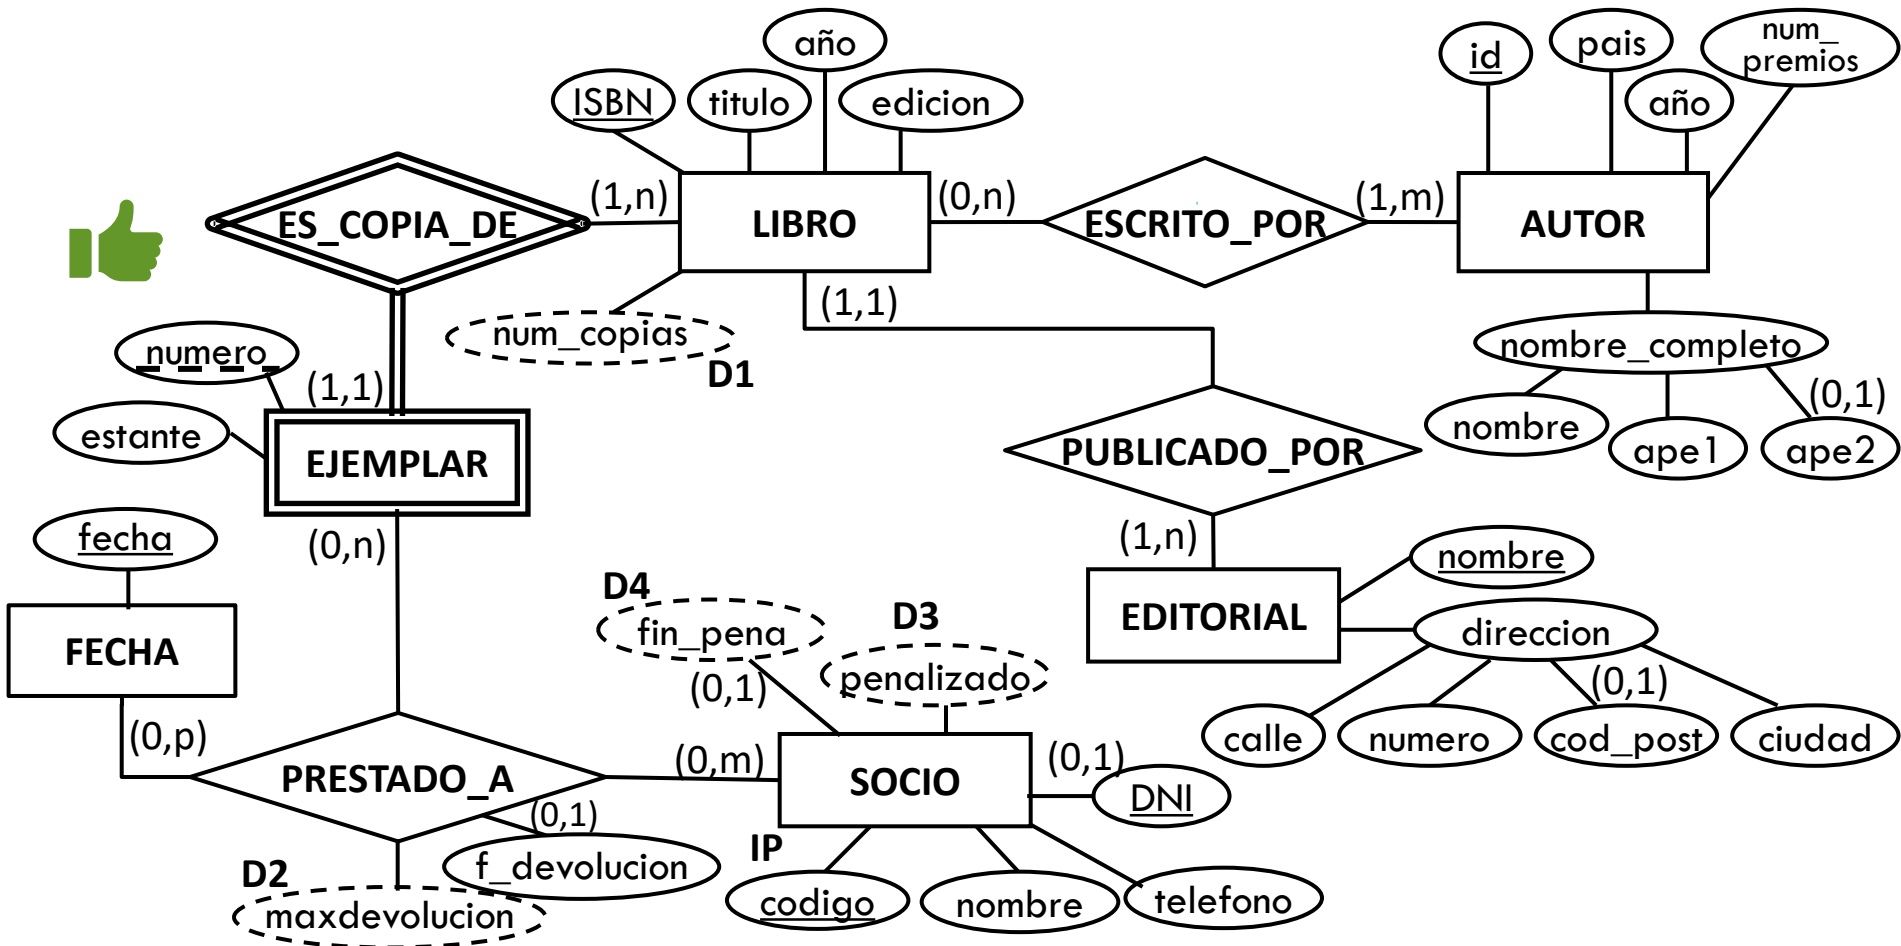 año
id
pais
num_
premios
ISBN
titulo
edicion
año
ES_COPIA_DE
(1,n)
LIBRO
(0,n)
ESCRITO_POR
(1,m)
AUTOR
(1,1)
num_copias
D1
numero
(1,1)
nombre_completo
(0,1)
nombre
ape1
ape2
estante
EJEMPLAR
PUBLICADO_POR
fecha
(0,n)
(1,n)
nombre
FECHA
D4
fin_pena
(0,1)
D3
penalizado
EDITORIAL
direccion
(0,1)
calle
numero
cod_post
ciudad
(0,p)
PRESTADO_A
(0,m)
SOCIO
(0,1)
DNI
(0,1)
f_devolucion
D2
maxdevolucion
IP
codigo
nombre
telefono